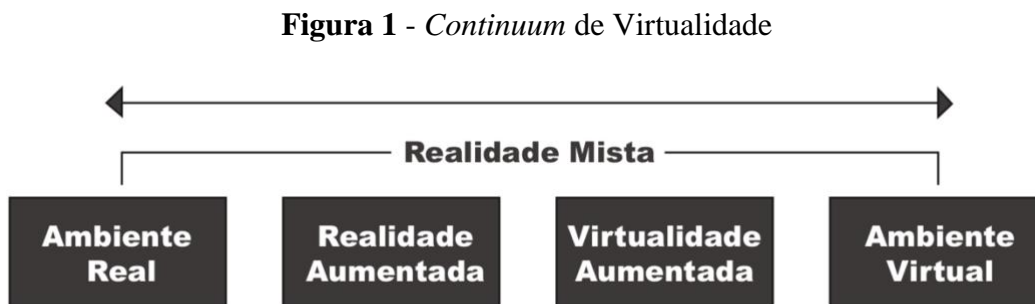 Figura 1 - Continuum de Virtualidade
Realidade Mista
Ambiente
Real
Realidade
Aumentada
Virtualidade
Aumentada
Ambiente
Virtual